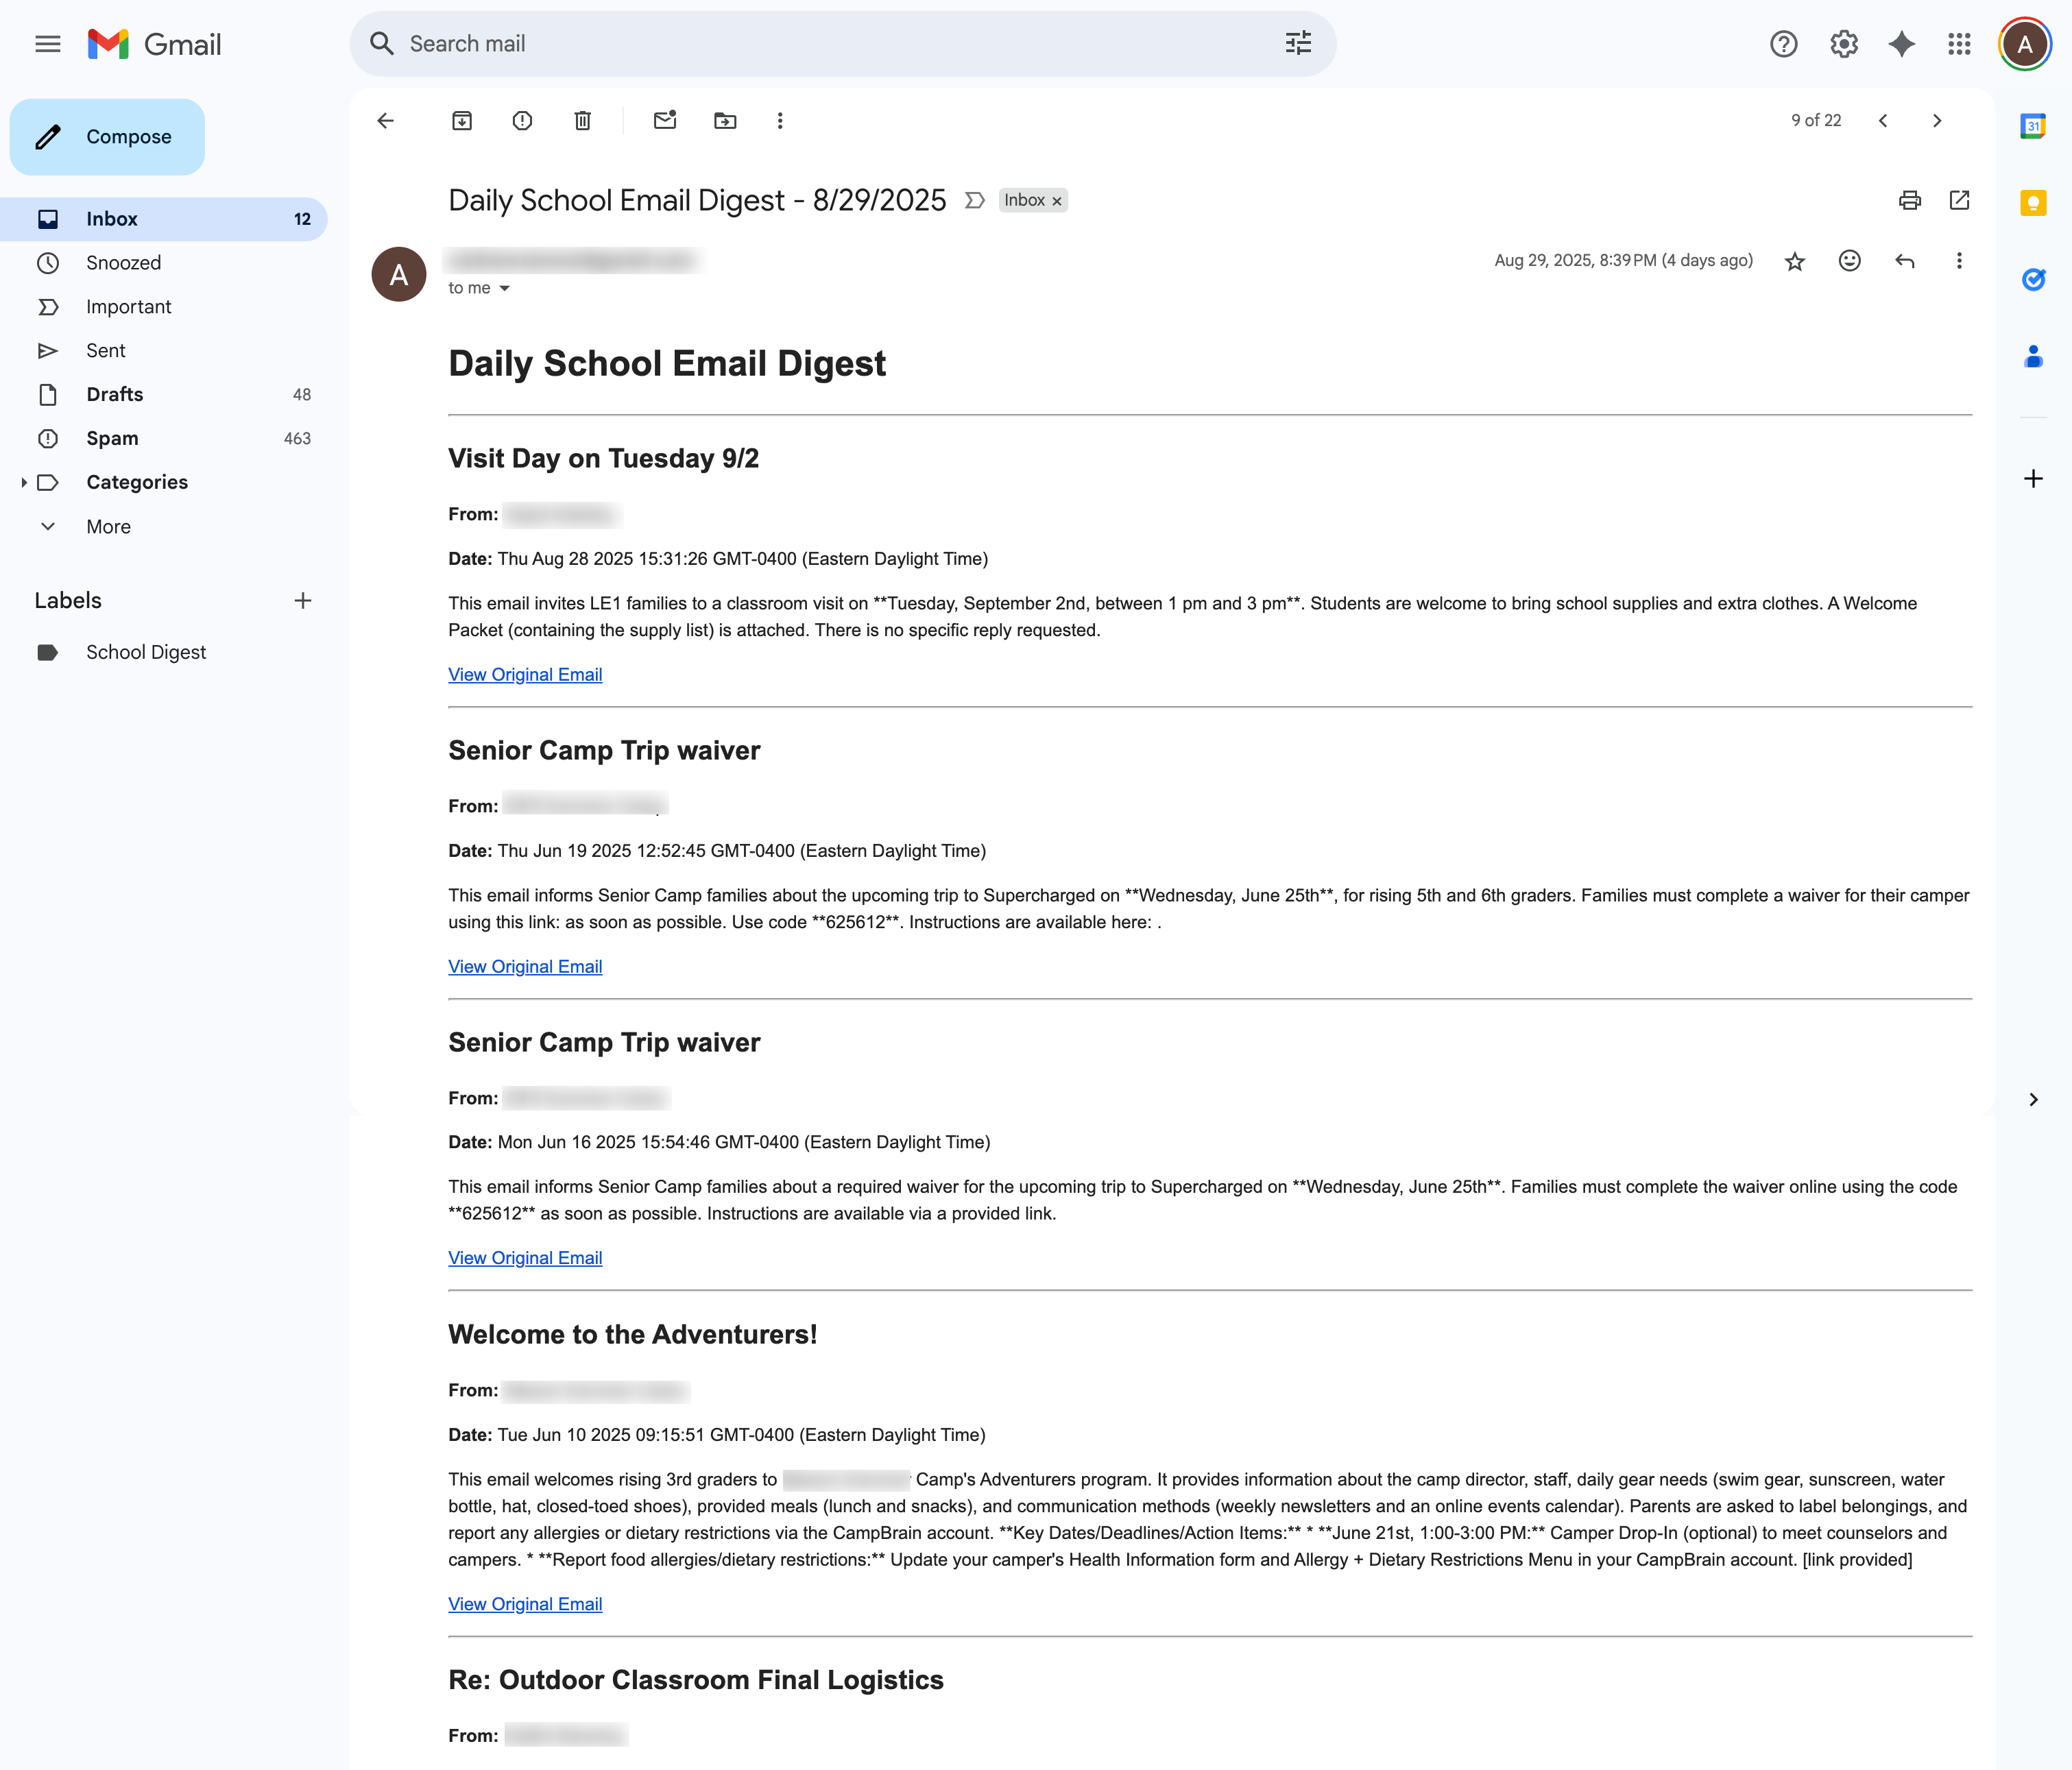 Gmail
Search mail
A
Compose
Inbox 12
Snoozed
Important
Sent
Drafts 48
Spam 463
Categories
More
Labels
School Digest
9 of 22
31
Daily School Email Digest - 8/29/2025 Inbox ×
A
Aug 29, 2025, 8:39 PM (4 days ago)
to me
Daily School Email Digest
Visit Day on Tuesday 9/2
From:
Date: Thu Aug 28 2025 15:31:26 GMT-0400 (Eastern Daylight Time)
This email invites LE1 families to a classroom visit on **Tuesday, September 2nd, between 1 pm and 3 pm**. Students are welcome to bring school supplies and extra clothes. A Welcome
Packet (containing the supply list) is attached. There is no specific reply requested.
View Original Email
Senior Camp Trip waiver
From:
Date: Thu Jun 19 2025 12:52:45 GMT-0400 (Eastern Daylight Time)
This email informs Senior Camp families about the upcoming trip to Supercharged on **Wednesday, June 25th**, for rising 5th and 6th graders. Families must complete a waiver for their camper
using this link: as soon as possible. Use code **625612**. Instructions are available here: .
View Original Email
Senior Camp Trip waiver
From:
Date: Mon Jun 16 2025 15:54:46 GMT-0400 (Eastern Daylight Time)
This email informs Senior Camp families about a required waiver for the upcoming trip to Supercharged on **Wednesday, June 25th**. Families must complete the waiver online using the code
**625612** as soon as possible. Instructions are available via a provided link.
View Original Email
Welcome to the Adventurers!
From:
Date: Tue Jun 10 2025 09:15:51 GMT-0400 (Eastern Daylight Time)
This email welcomes rising 3rd graders to Camp's Adventurers program. It provides information about the camp director, staff, daily gear needs (swim gear, sunscreen, water
bottle, hat, closed-toed shoes), provided meals (lunch and snacks), and communication methods (weekly newsletters and an online events calendar). Parents are asked to label belongings, and
report any allergies or dietary restrictions via the CampBrain account. **Key Dates/Deadlines/Action Items:** * **June 21st, 1:00-3:00 PM:** Camper Drop-In (optional) to meet counselors and
campers. * **Report food allergies/dietary restrictions:** Update your camper's Health Information form and Allergy + Dietary Restrictions Menu in your CampBrain account. [link provided]
View Original Email
Re: Outdoor Classroom Final Logistics
From: